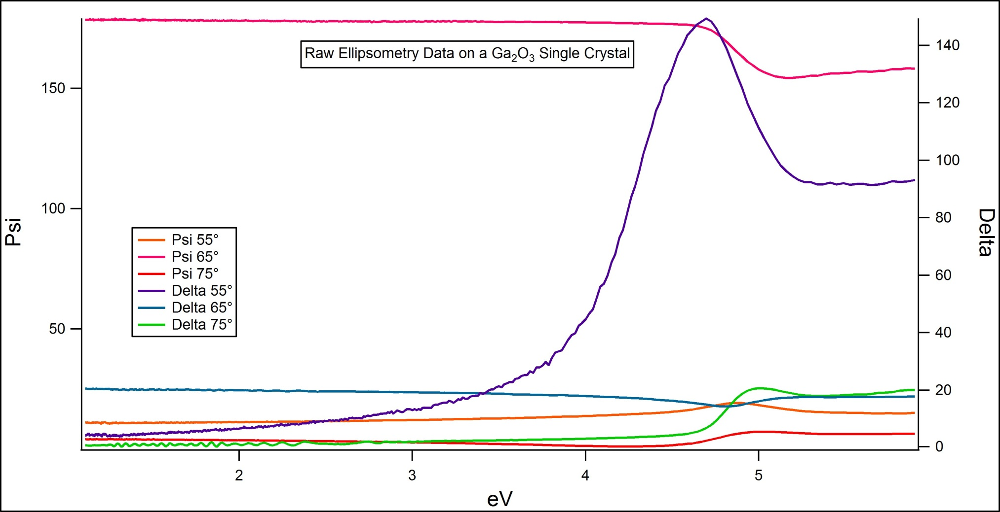 Raw Ellipsometry Data on a Ga₂O₃ Single Crystal
150
100
50
Psi
140
120
100
80
60
40
20
0
Delta
Psi 55°
Psi 65°
Psi 75°
Delta 55°
Delta 65°
Delta 75°
2 3 4 5
eV